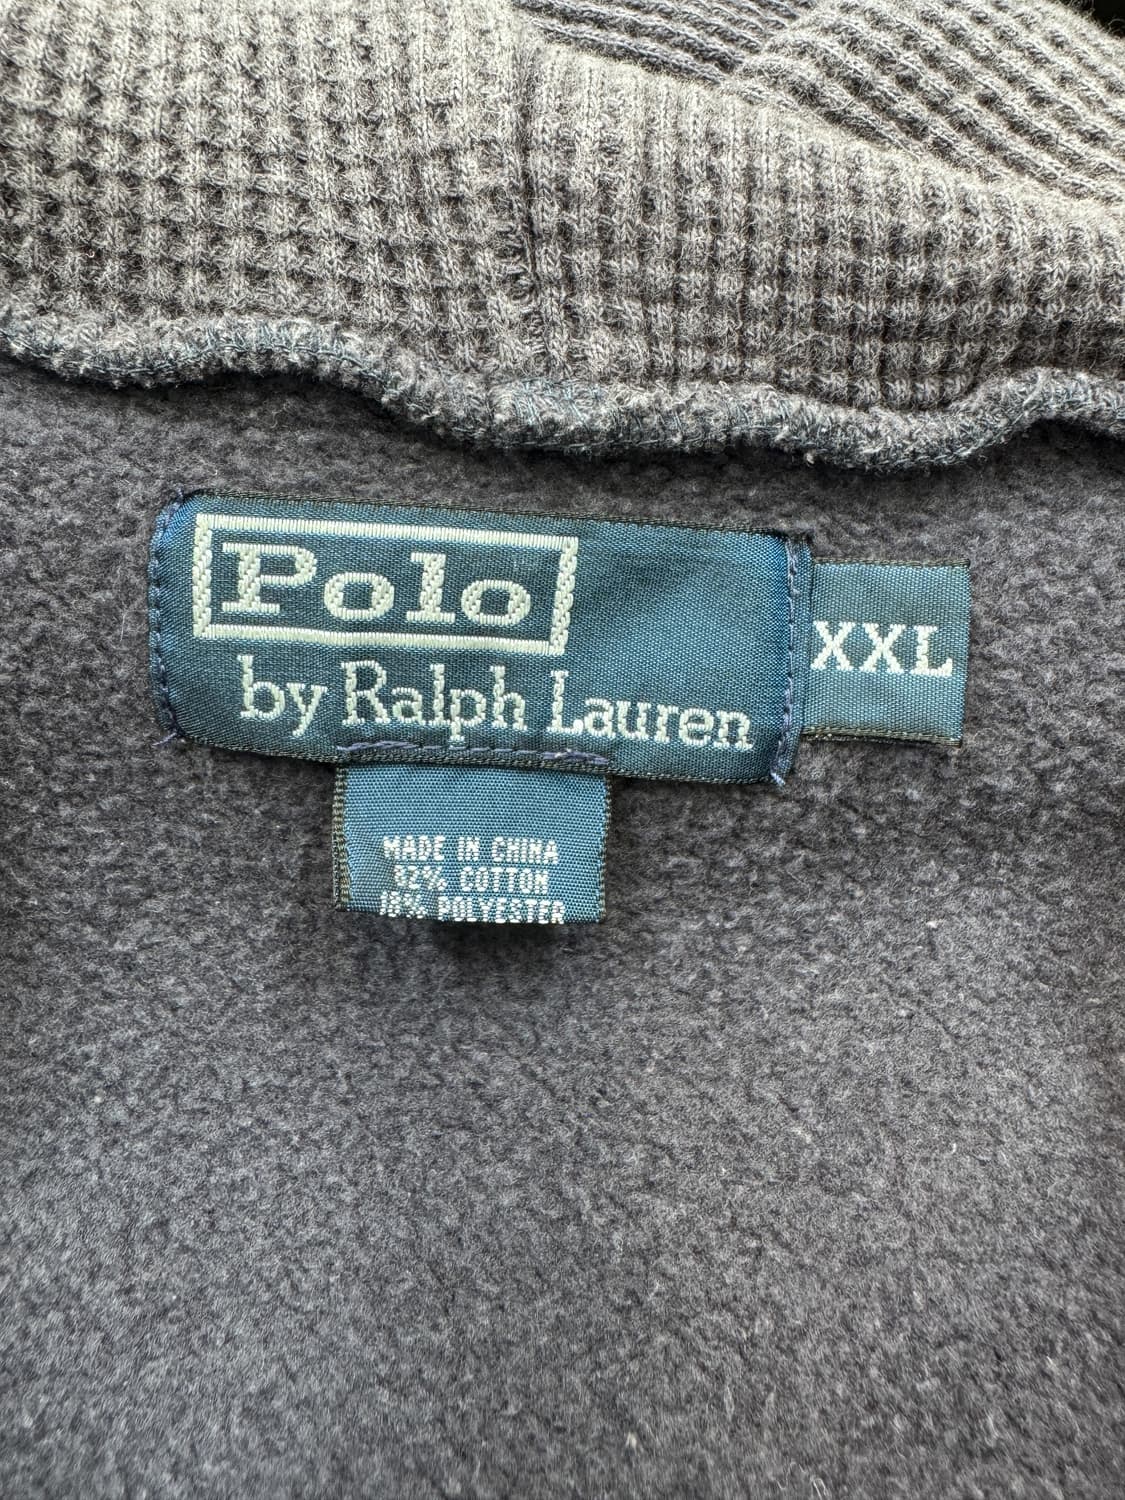 Polo
by Ralph Lauren
XXL
MADE IN CHINA
82% COTTON
18% POLYESTER